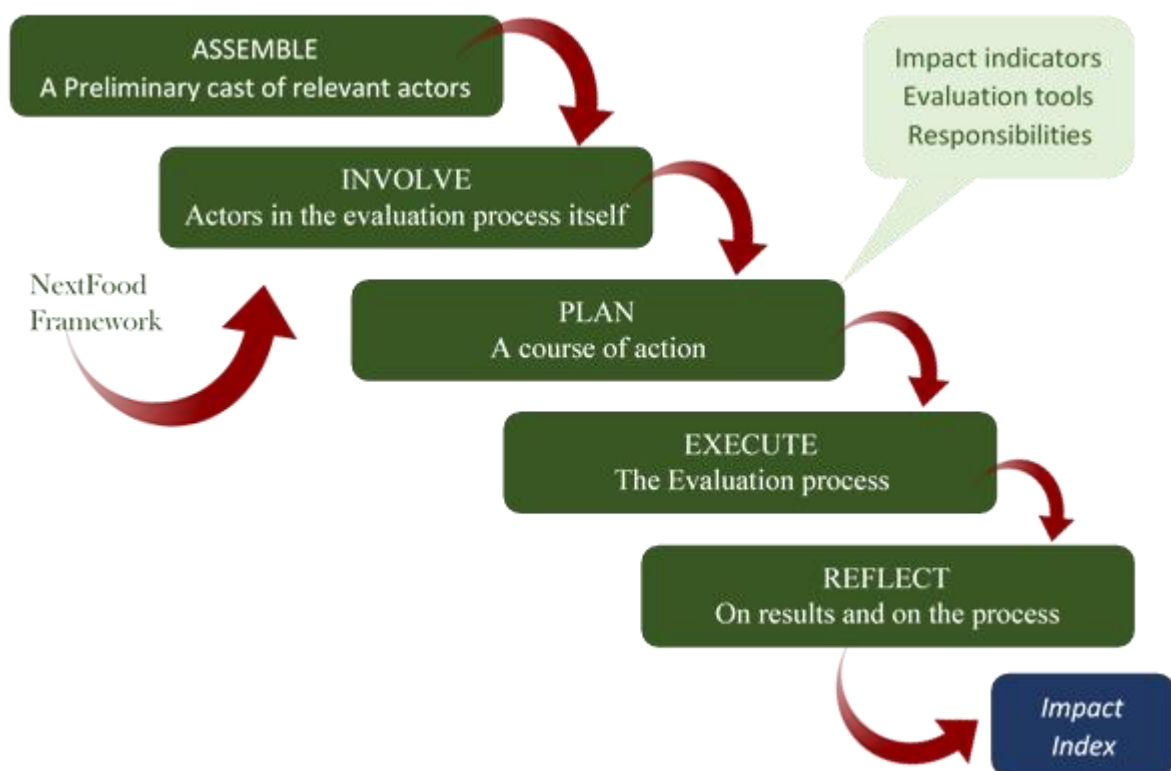 ASSEMBLE
A Preliminary cast of relevant actors
Impact indicators
Evaluation tools
Responsibilities
INVOLVE
Actors in the evaluation process itself
NextFood
Framework
PLAN
A course of action
EXECUTE
The Evaluation process
REFLECT
On results and on the process
Impact
Index